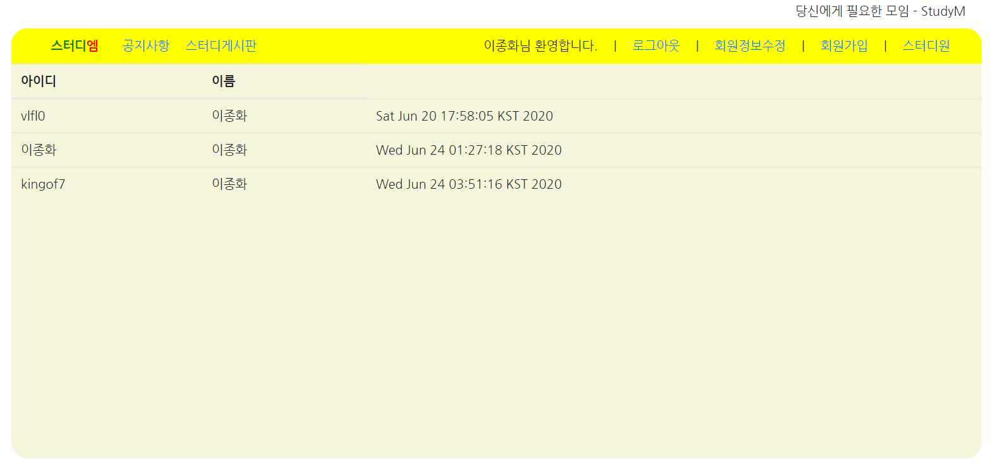 당신에게 필요한 모임 - StudyM
스터디엠 공지사항 스터디게시판 이종화님 환영합니다. | 로그아웃 | 회원정보수정 | 회원가입 | 스터디원
아이디 이름
vlfl0 이종화 Sat Jun 20 17:58:05 KST 2020
이종화 이종화 Wed Jun 24 01:27:18 KST 2020
kingof7 이종화 Wed Jun 24 03:51:16 KST 2020